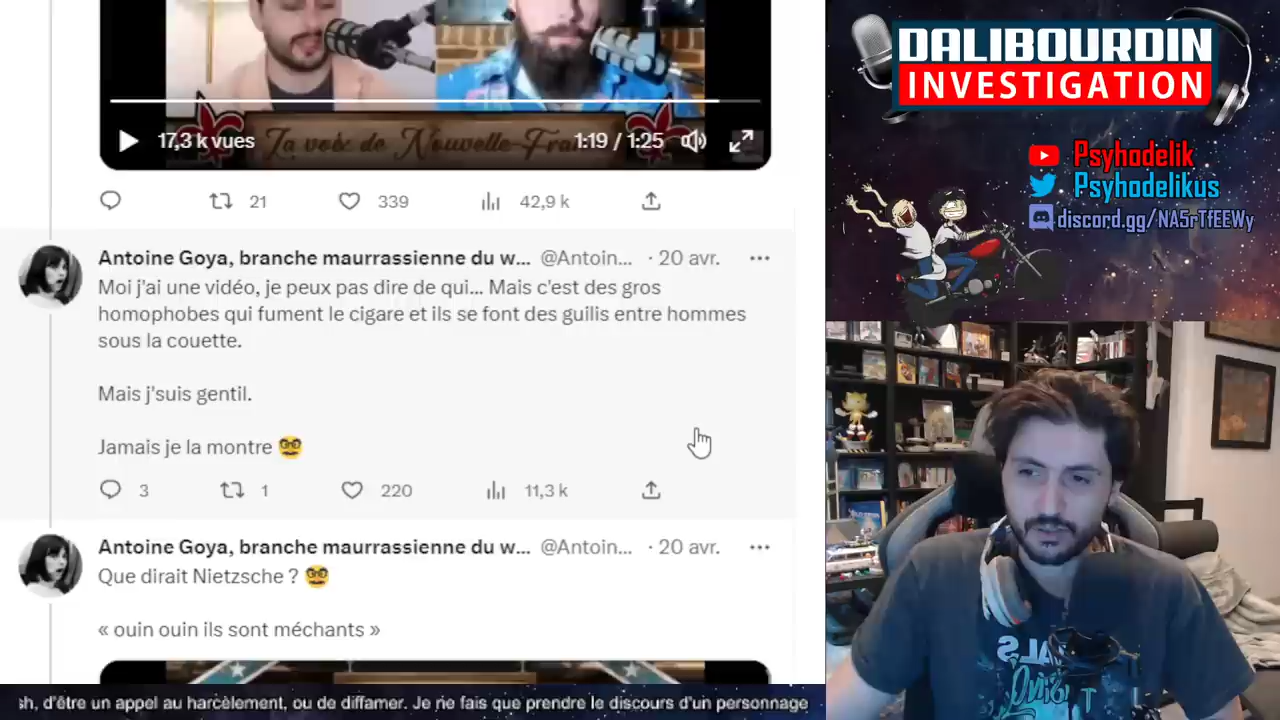 17,3 k vues
La voix de Nouvelle-Fran
1:19 / 1:25
21
339
42,9 k
Antoine Goya, branche maurrassienne du w... @Antoin... · 20 avr.
Moi j'ai une vidéo, je peux pas dire de qui... Mais c'est des gros
homophobes qui fument le cigare et ils se font des guilis entre hommes
sous la couette.
Mais j'suis gentil.
Jamais je la montre 🥸
3
1
220
11,3 k
Antoine Goya, branche maurrassienne du w... @Antoin... · 20 avr.
Que dirait Nietzsche ? 🥸
« ouin ouin ils sont méchants »
sh, d'être un appel au harcèlement, ou de diffamer. Je ne fais que prendre le discours d'un personnage
DALIBOURDIN
INVESTIGATION
Psyhodelik
Psyhodelikus
discord.gg/NA5rTfEEWy